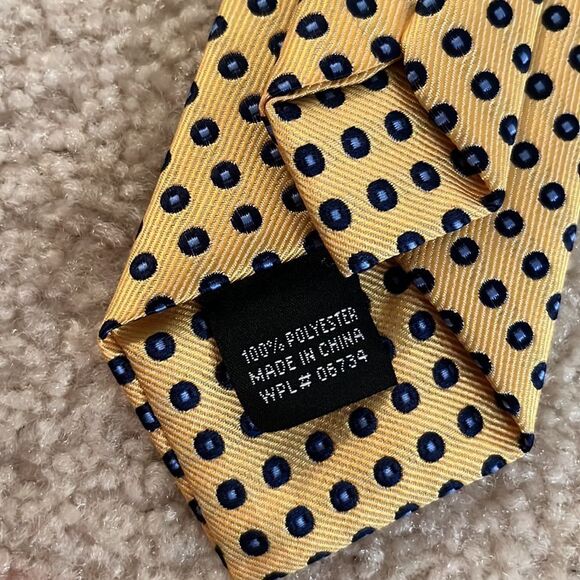 100% POLYESTER
MADE IN CHINA
WPL# 06734